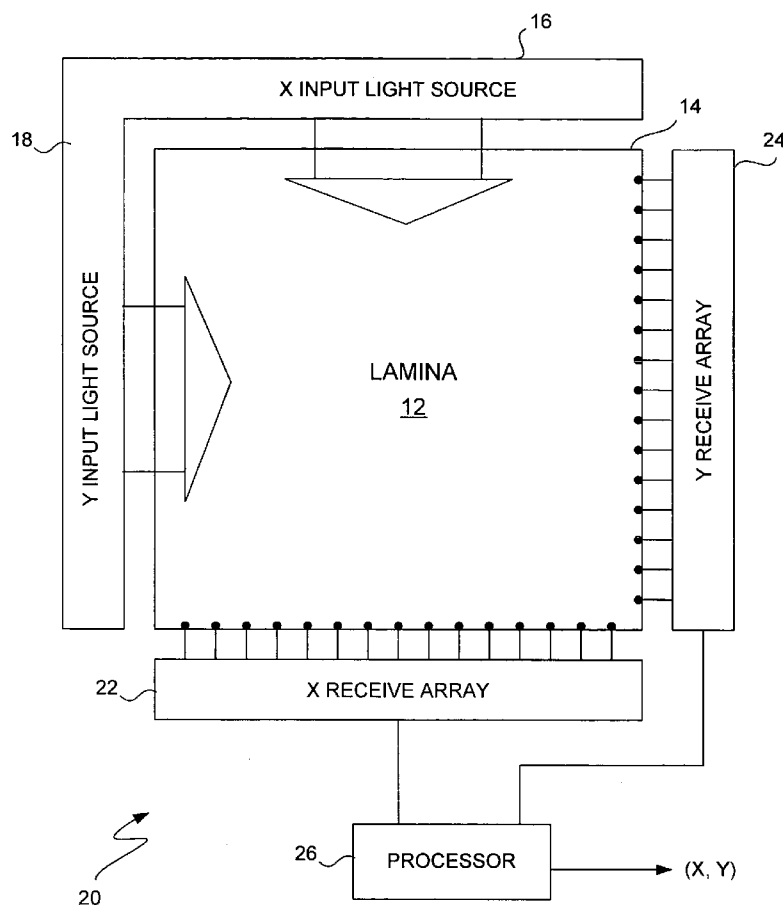 16
X INPUT LIGHT SOURCE
14
18
24
Y INPUT LIGHT SOURCE
LAMINA
12
Y RECEIVE ARRAY
22
X RECEIVE ARRAY
26
PROCESSOR
(X, Y)
20